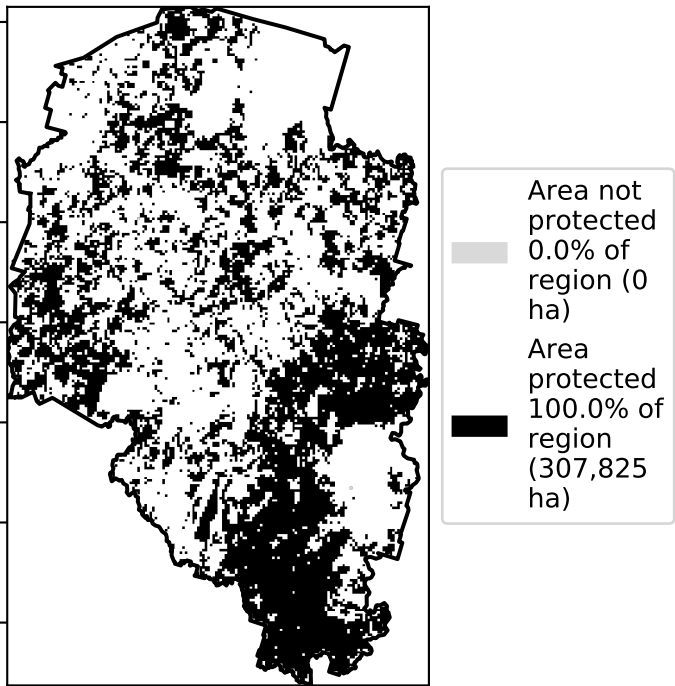 Area not
protected
0.0% of
region (0
ha)
Area
protected
100.0% of
region
(307,825
ha)